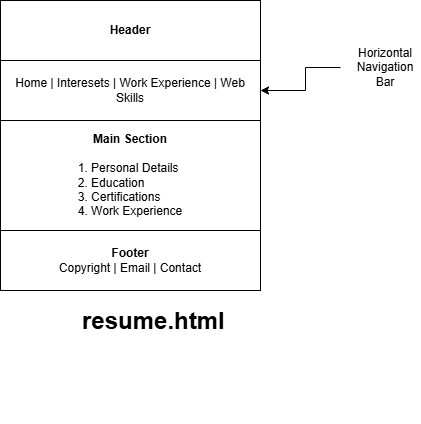 Header
Home | Interesets | Work Experience | Web
Skills
Horizontal
Navigation
Bar
Main Section
1. Personal Details
2. Education
3. Certifications
4. Work Experience
Footer
Copyright | Email | Contact
resume.html